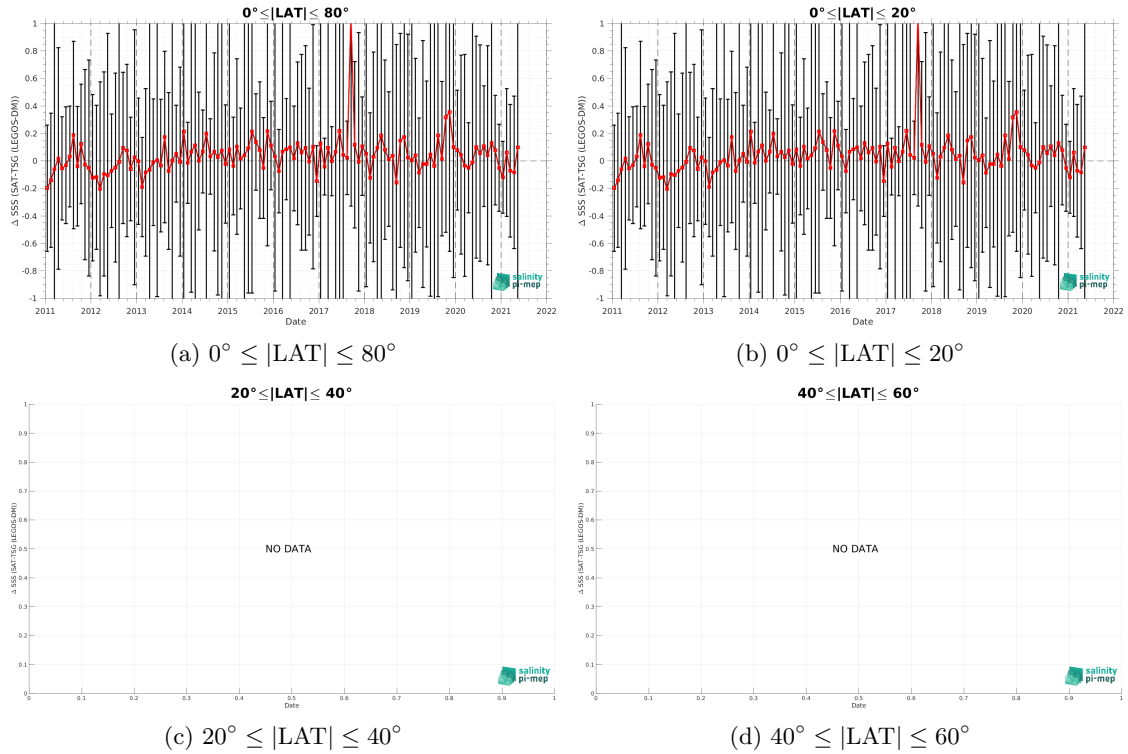 0°≤|LAT|≤ 80°
1
0.8
0.6
0.4
0.2
0
-0.2
-0.4
-0.6
-0.8
-1
Δ SSS (SAT-TSG (LEGOS-DM))
2011 2012 2013 2014 2015 2016 2017 2018 2019 2020 2021 2022
Date
salinity
pi-mep
(a) 0° ≤ |LAT| ≤ 80°
0°≤|LAT|≤ 20°
1
0.8
0.6
0.4
0.2
0
-0.2
-0.4
-0.6
-0.8
-1
Δ SSS (SAT-TSG (LEGOS-DM))
2011 2012 2013 2014 2015 2016 2017 2018 2019 2020 2021 2022
Date
salinity
pi-mep
(b) 0° ≤ |LAT| ≤ 20°
20°≤|LAT|≤ 40°
1
0.9
0.8
0.7
0.6
0.5
0.4
0.3
0.2
0.1
0
Δ SSS (SAT-TSG (LEGOS-DM))
NO DATA
0 0.1 0.2 0.3 0.4 0.5 0.6 0.7 0.8 0.9 1
Date
salinity
pi-mep
(c) 20° ≤ |LAT| ≤ 40°
40°≤|LAT|≤ 60°
1
0.9
0.8
0.7
0.6
0.5
0.4
0.3
0.2
0.1
0
Δ SSS (SAT-TSG (LEGOS-DM))
NO DATA
0 0.1 0.2 0.3 0.4 0.5 0.6 0.7 0.8 0.9 1
Date
salinity
pi-mep
(d) 40° ≤ |LAT| ≤ 60°